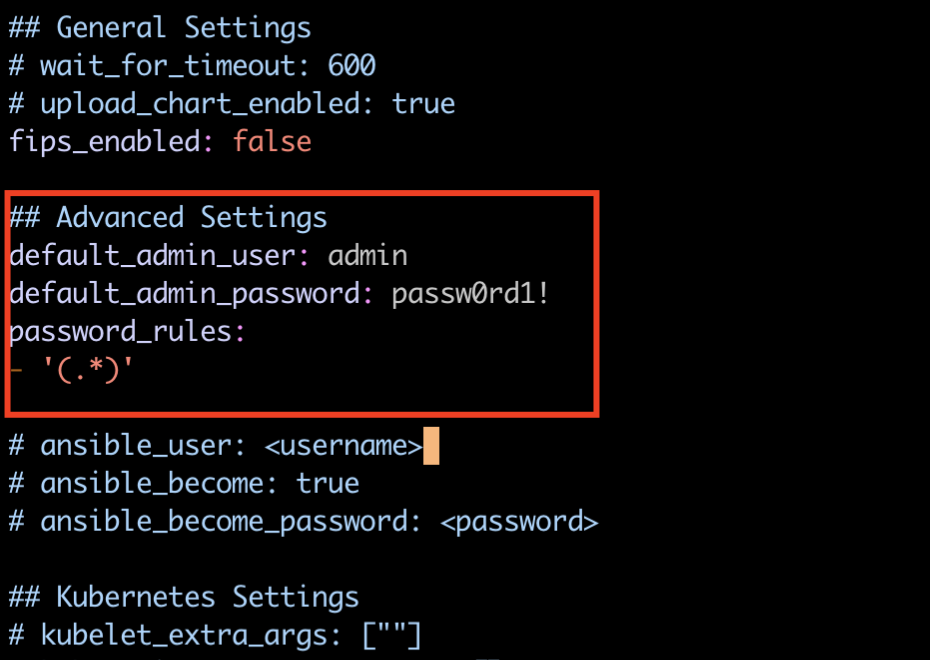 ## General Settings
# wait_for_timeout: 600
# upload_chart_enabled: true
fips_enabled: false
## Advanced Settings
default_admin_user: admin
default_admin_password: passw0rd1!
password_rules:
- '(.*)'
# ansible_user: <username>
# ansible_become: true
# ansible_become_password: <password>
## Kubernetes Settings
# kubelet_extra_args: [""]